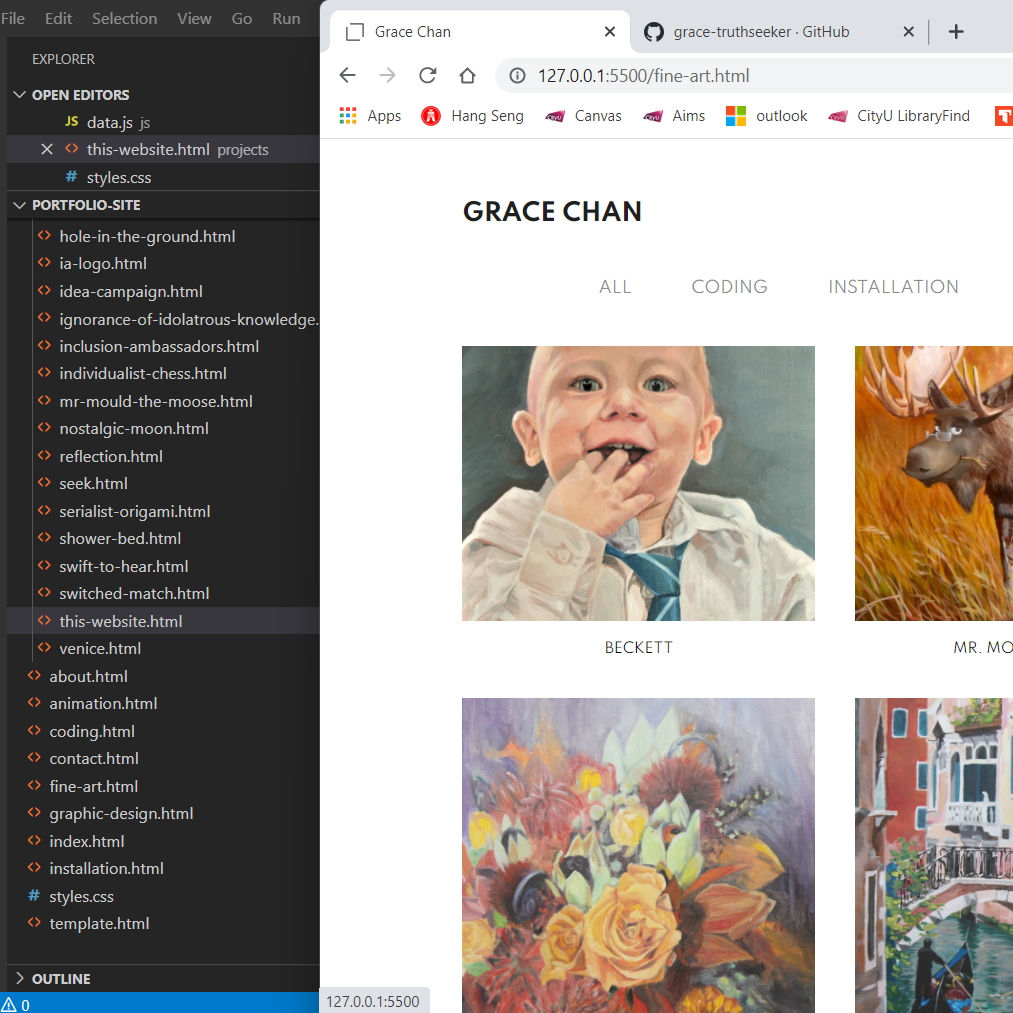 File Edit Selection View Go Run
EXPLORER
OPEN EDITORS
JS data.js js
this-website.html projects
# styles.css
PORTFOLIO-SITE
hole-in-the-ground.html
ia-logo.html
idea-campaign.html
ignorance-of-idolatrous-knowledge.
inclusion-ambassadors.html
individualist-chess.html
mr-mould-the-moose.html
nostalgic-moon.html
reflection.html
seek.html
serialist-origami.html
shower-bed.html
swift-to-hear.html
switched-match.html
this-website.html
venice.html
about.html
animation.html
coding.html
contact.html
fine-art.html
graphic-design.html
index.html
installation.html
# styles.css
template.html
OUTLINE
0
Grace Chan
grace-truthseeker · GitHub
127.0.0.1:5500/fine-art.html
Apps Hang Seng Canvas Aims outlook CityU LibraryFind
GRACE CHAN
ALL CODING INSTALLATION
BECKETT MR. MO
127.0.0.1:5500